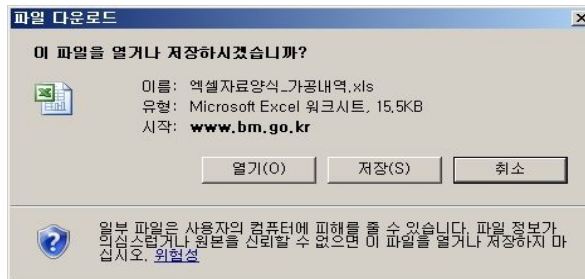 파일 다운로드
이 파일을 열거나 저장하시겠습니까?
이름: 엑셀자료양식_가공내역.xls
유형: Microsoft Excel 워크시트, 15.5KB
시작: www.bm.go.kr
열기(O) 저장(S) 취소
일부 파일은 사용자의 컴퓨터에 피해를 줄 수 있습니다. 파일 정보가
의심스럽거나 원본을 신뢰할 수 없으면 이 파일을 열거나 저장하지 마
십시오. 위험성